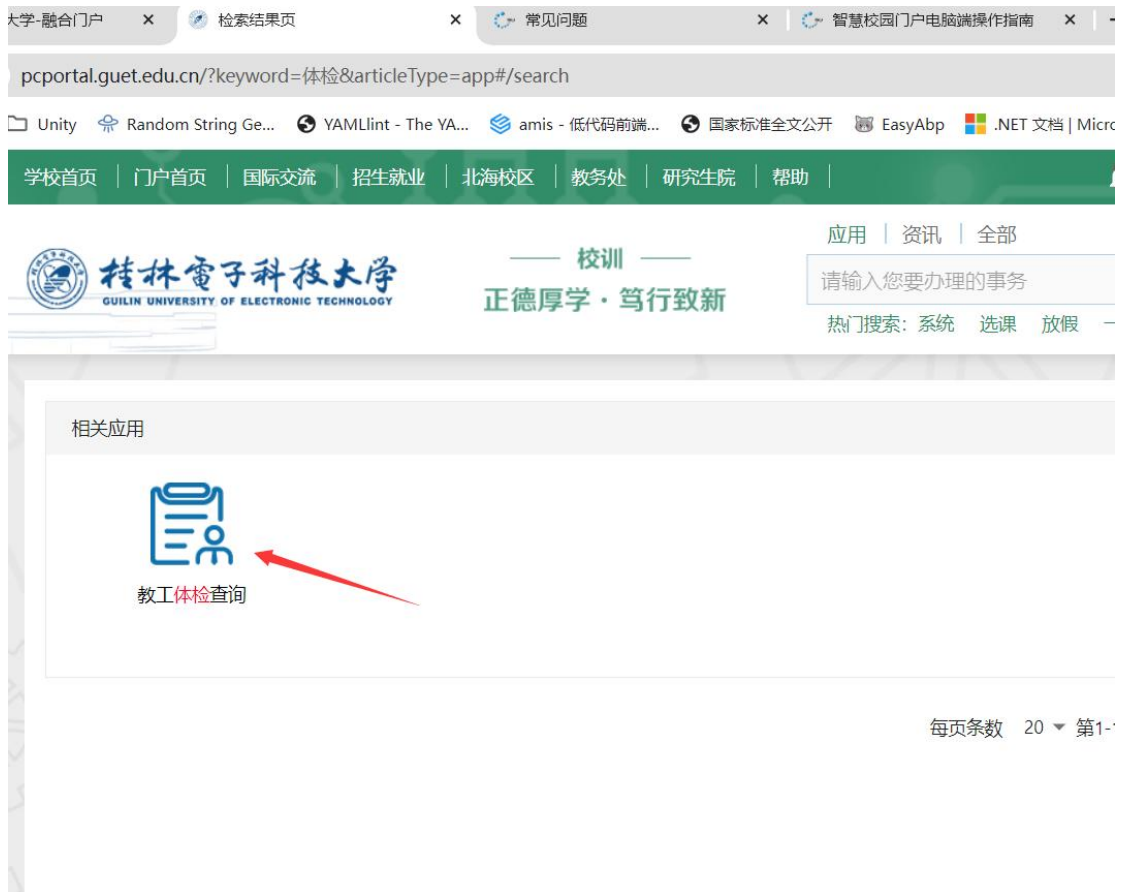 大学-融合门户
检索结果页
常见问题
智慧校园门户电脑端操作指南
pcportal.guet.edu.cn/?keyword=体检&articleType=app#/search
Unity Random String Ge... YAMLlint - The YA... amis - 低代码前端... 国家标准全文公开 EasyAbp .NET 文档 | Micro
学校首页 门户首页 国际交流 招生就业 北海校区 教务处 研究生院 帮助
应用 资讯 全部
桂林電子科技大学
GUILIN UNIVERSITY OF ELECTRONIC TECHNOLOGY
校训
正德厚学·笃行致新
请输入您要办理的事务
热门搜索: 系统 选课 放假
相关应用
教工体检查询
每页条数 20 第1-